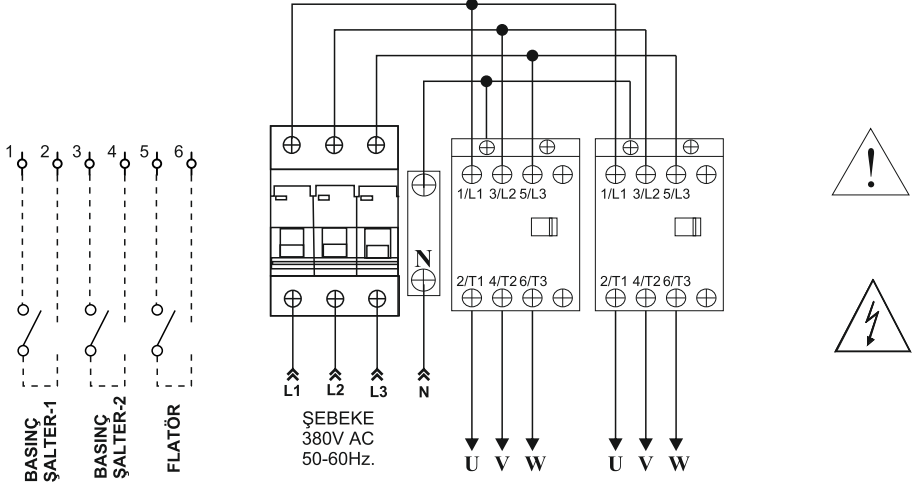 1 2 3 4 5 6
BASINÇ
ŞALTER-1
BASINÇ
ŞALTER-2
FLATÖR
N
L1 L2 L3 N
ŞEBEKE
380V AC
50-60Hz.
1/L1 3/L2 5/L3
2/T1 4/T2 6/T3
U V W
1/L1 3/L2 5/L3
2/T1 4/T2 6/T3
U V W
!